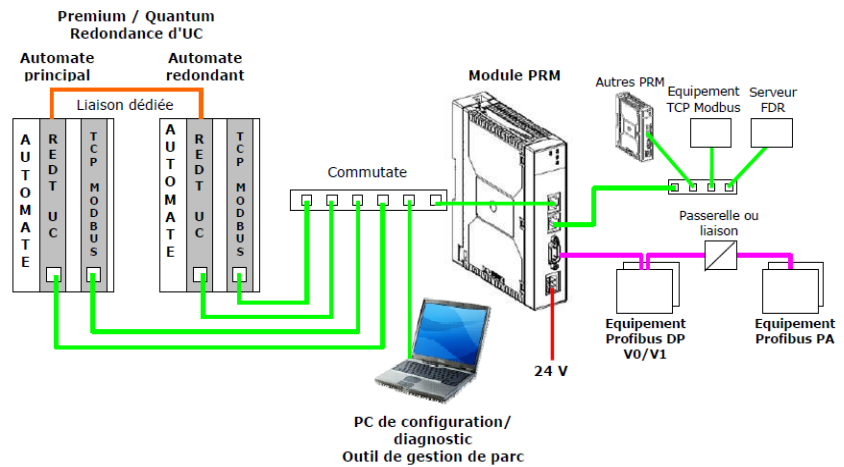 Premium / Quantum
Redondance d'UC
Automate
principal
Automate
redondant
Liaison dédiée
AUTOMATE
REDT UC
TCP MODBUS
AUTOMATE
REDT UC
TCP MODBUS
Commutate
Module PRM
Autres PRM
Equipement
TCP Modbus
Serveur
FDR
Passerelle ou
liaison
Equipement
Profibus DP
V0/V1
Equipement
Profibus PA
24 V
PC de configuration/
diagnostic
Outil de gestion de parc